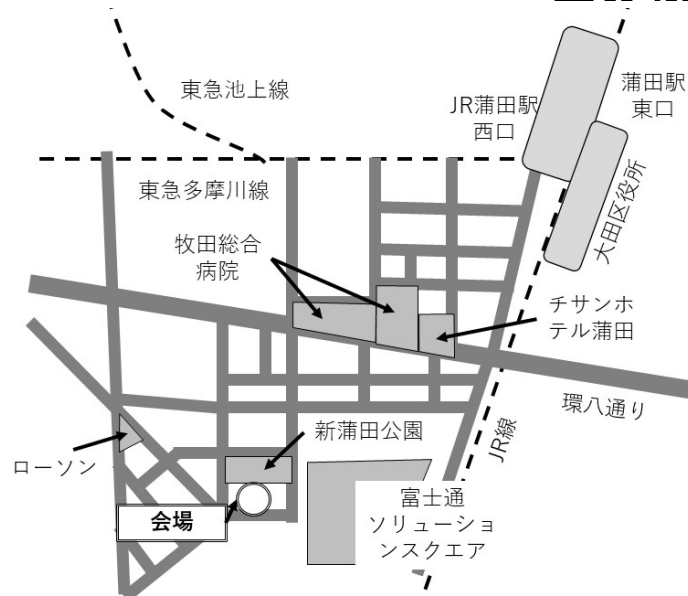 東急池上線
JR蒲田駅
西口
蒲田駅
東口
東急多摩川線
大田区役所
牧田総合
病院
チサンホ
テル蒲田
環八通り
JR線
新蒲田公園
ローソン
富士通
ソリューショ
ンスクエア
会場